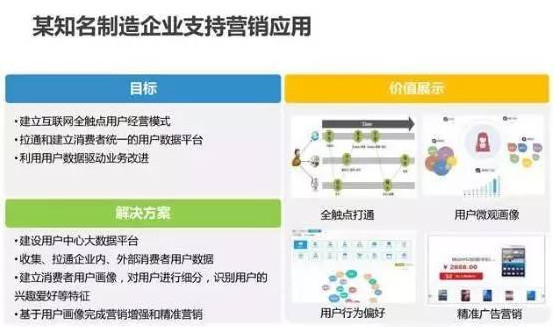 某知名制造企业支持营销应用
目标
• 建立互联网全触点用户经营模式
• 拉通和建立消费者统一的用户数据平台
• 利用用户数据驱动业务改进
解决方案
• 建设用户中心大数据平台
• 收集、拉通企业内、外部消费者用户数据
• 建立消费者用户画像，对用户进行细分，识别用户的
兴趣爱好等特征
• 基于用户画像完成营销增强和精准营销
价值展示
Time
全触点打通
用户微观画像
¥ 2888.00
用户行为偏好
精准广告营销